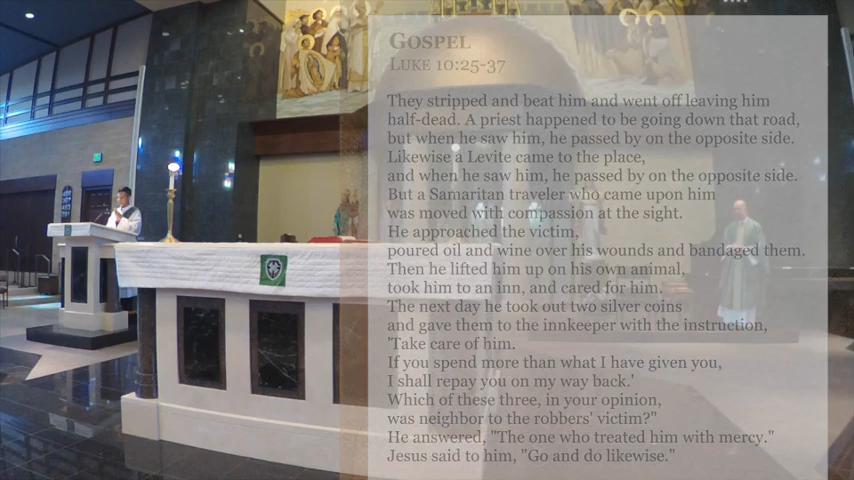 GOSPEL
LUKE 10:25-37
They stripped and beat him and went off leaving him
half-dead. A priest happened to be going down that road,
but when he saw him, he passed by on the opposite side.
Likewise a Levite came to the place,
and when he saw him, he passed by on the opposite side.
But a Samaritan traveler who came upon him
was moved with compassion at the sight.
He approached the victim,
poured oil and wine over his wounds and bandaged them.
Then he lifted him up on his own animal,
took him to an inn, and cared for him.
The next day he took out two silver coins
and gave them to the innkeeper with the instruction,
'Take care of him.
If you spend more than what I have given you,
I shall repay you on my way back.'
Which of these three, in your opinion,
was neighbor to the robbers' victim?"
He answered, "The one who treated him with mercy."
Jesus said to him, "Go and do likewise."